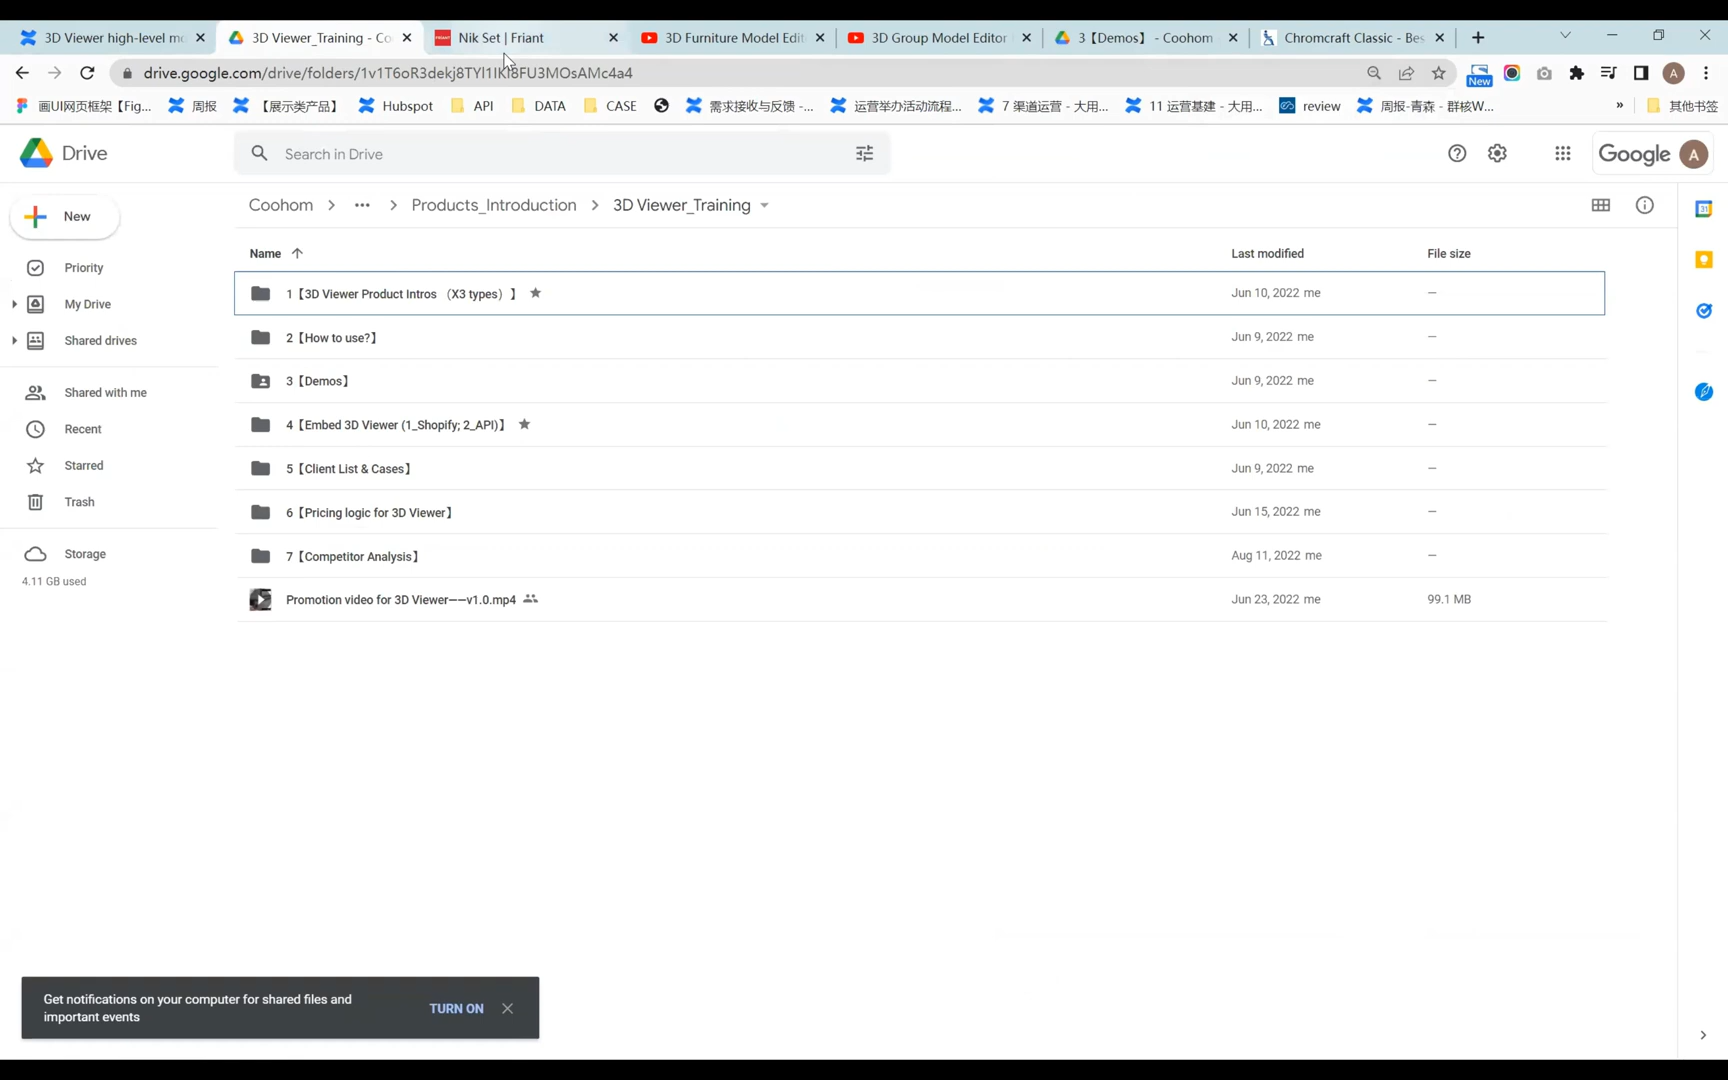 3D Viewer high-level m
3D Viewer_Training - Co
Nik Set | Friant
3D Furniture Model Edit
3D Group Model Editor
3【Demos】 - Coohom
Chromcraft Classic - Bes
drive.google.com/drive/folders/
New
A
画UI网页框架【Fig...
周报
【展示类产品】
Hubspot
API
DATA
CASE
需求接收与反馈 -...
运营举办活动流程...
7 渠道运营 - 大用...
11 运营基建 - 大用...
review
周报-青森 - 群核W...
»
其他书签
Drive
Search in Drive
Google
A
New
Coohom
Products_Introduction
3D Viewer_Training
Name
Last modified
File size
Priority
My Drive
Shared drives
Shared with me
Recent
Starred
Trash
Storage
4.11 GB used
1【3D Viewer Product Intros （X3 types）】
Jun 10, 2022 me
—
2【How to use?】
Jun 9, 2022 me
—
3【Demos】
Jun 9, 2022 me
—
4【Embed 3D Viewer (1_Shopify; 2_API)】
Jun 10, 2022 me
—
5【Client List & Cases】
Jun 9, 2022 me
—
6【Pricing logic for 3D Viewer】
Jun 15, 2022 me
—
7【Competitor Analysis】
Aug 11, 2022 me
—
Promotion video for 3D Viewer——v1.0.mp4
Jun 23, 2022 me
99.1 MB
31
Get notifications on your computer for shared files and
important events
TURN ON